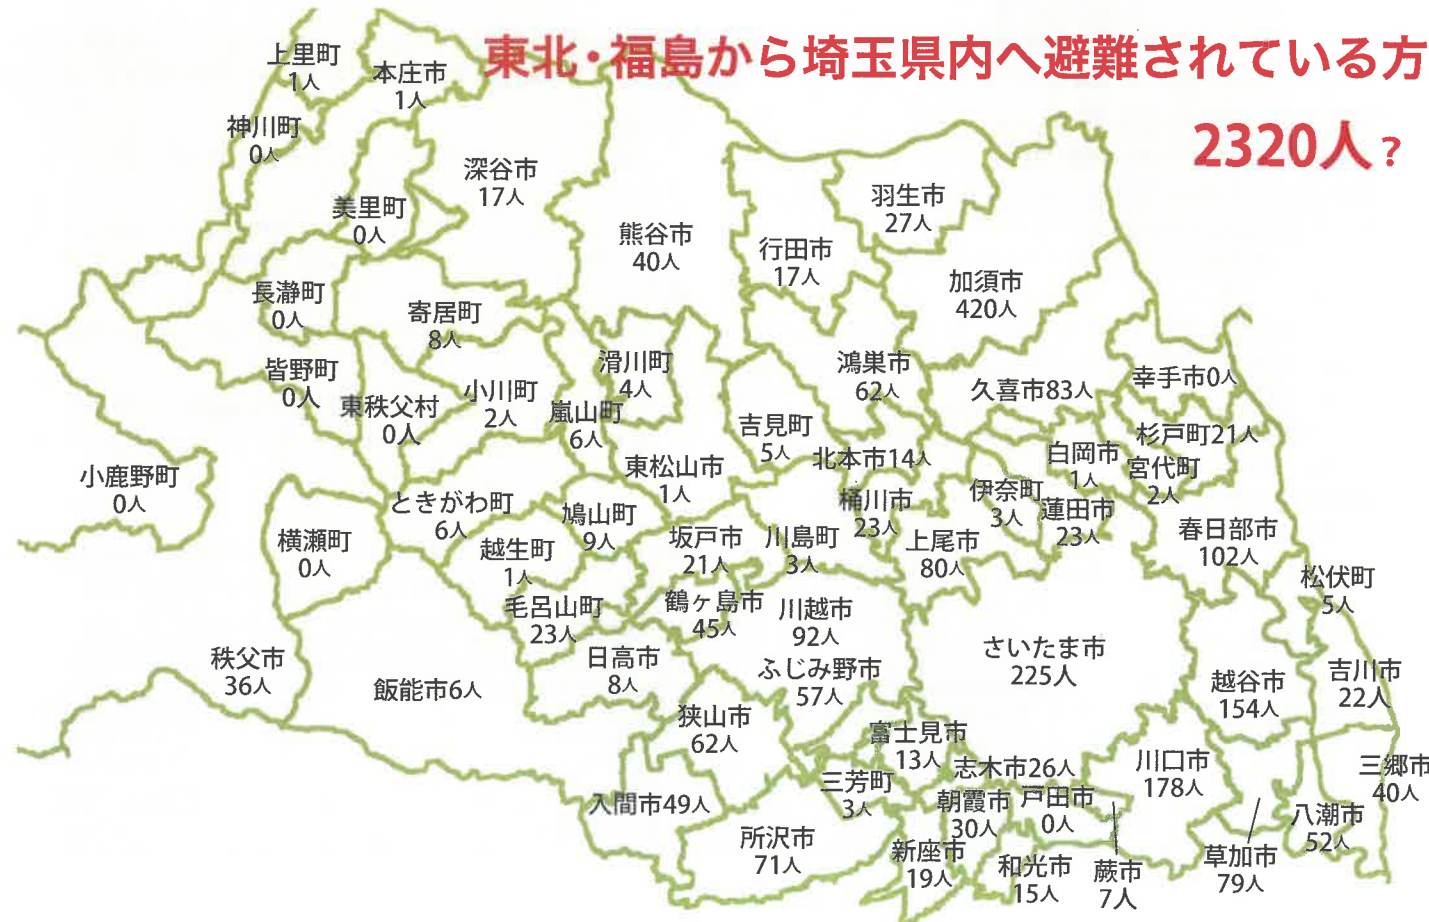 東北・福島から埼玉県内へ避難されている方
2320人？
上里町
1人
本庄市
1人
神川町
0人
深谷市
17人
美里町
0人
羽生市
27人
熊谷市
40人
行田市
17人
加須市
420人
長瀞町
0人
寄居町
8人
皆野町
0人
東秩父村
0人
小川町
2人
嵐山町
6人
滑川町
4人
鴻巣市
62人
久喜市83人
幸手市0人
吉見町
5人
北本市14人
杉戸町21人
白岡市
1人
宮代町
2人
小鹿野町
0人
東松山市
1人
ときがわ町
6人
鳩山町
9人
桶川市
23人
伊奈町
3人
蓮田市
23人
横瀬町
0人
越生町
1人
坂戸市
21人
川島町
3人
上尾市
80人
春日部市
102人
松伏町
5人
毛呂山町
23人
鶴ヶ島市
45人
川越市
92人
さいたま市
225人
秩父市
36人
飯能市6人
日高市
8人
ふじみ野市
57人
越谷市
154人
吉川市
22人
狭山市
62人
富士見市
13人
志木市26人
川口市
178人
三郷市
40人
入間市49人
三芳町
3人
朝霞市
30人
戸田市
0人
八潮市
52人
所沢市
71人
新座市
19人
和光市
15人
蕨市
7人
草加市
79人